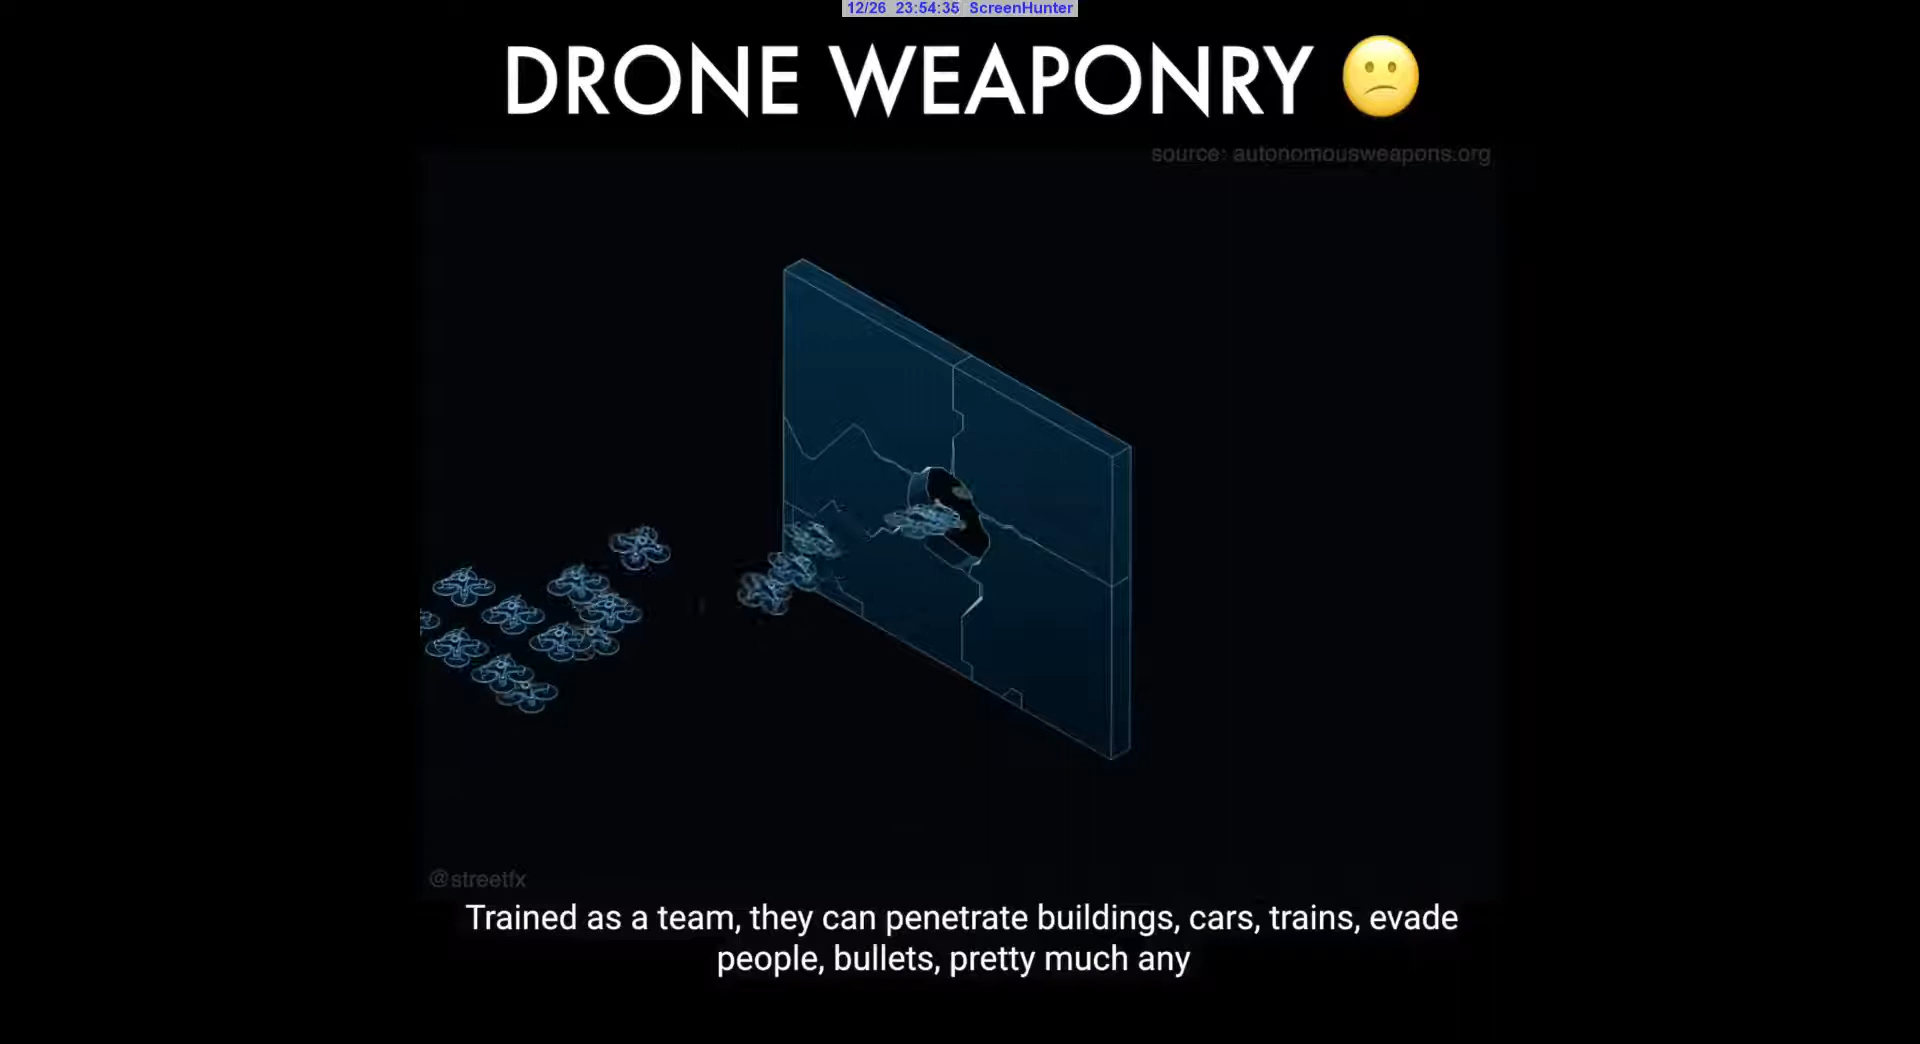 12/26 23:54:35 ScreenHunter
DRONE WEAPONRY
source: autonomousweapons.org
@streetfx
Trained as a team, they can penetrate buildings, cars, trains, evade
people, bullets, pretty much any